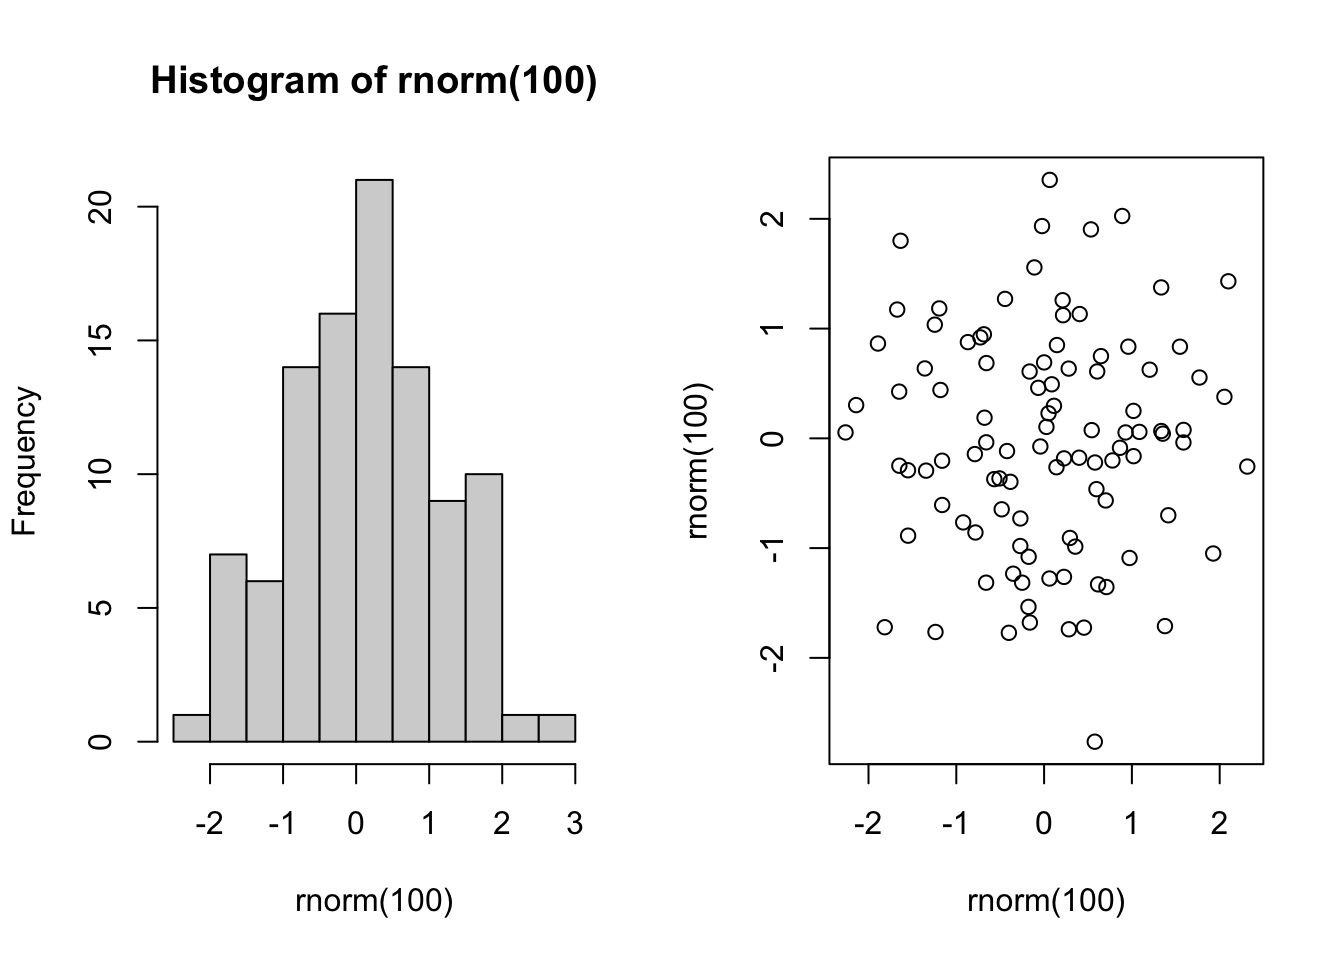 Histogram of rnorm(100)
Frequency
20
15
10
5
0
-2 -1 0 1 2 3
rnorm(100)
rnorm(100)
2
1
0
-1
-2
-2 -1 0 1 2
rnorm(100)